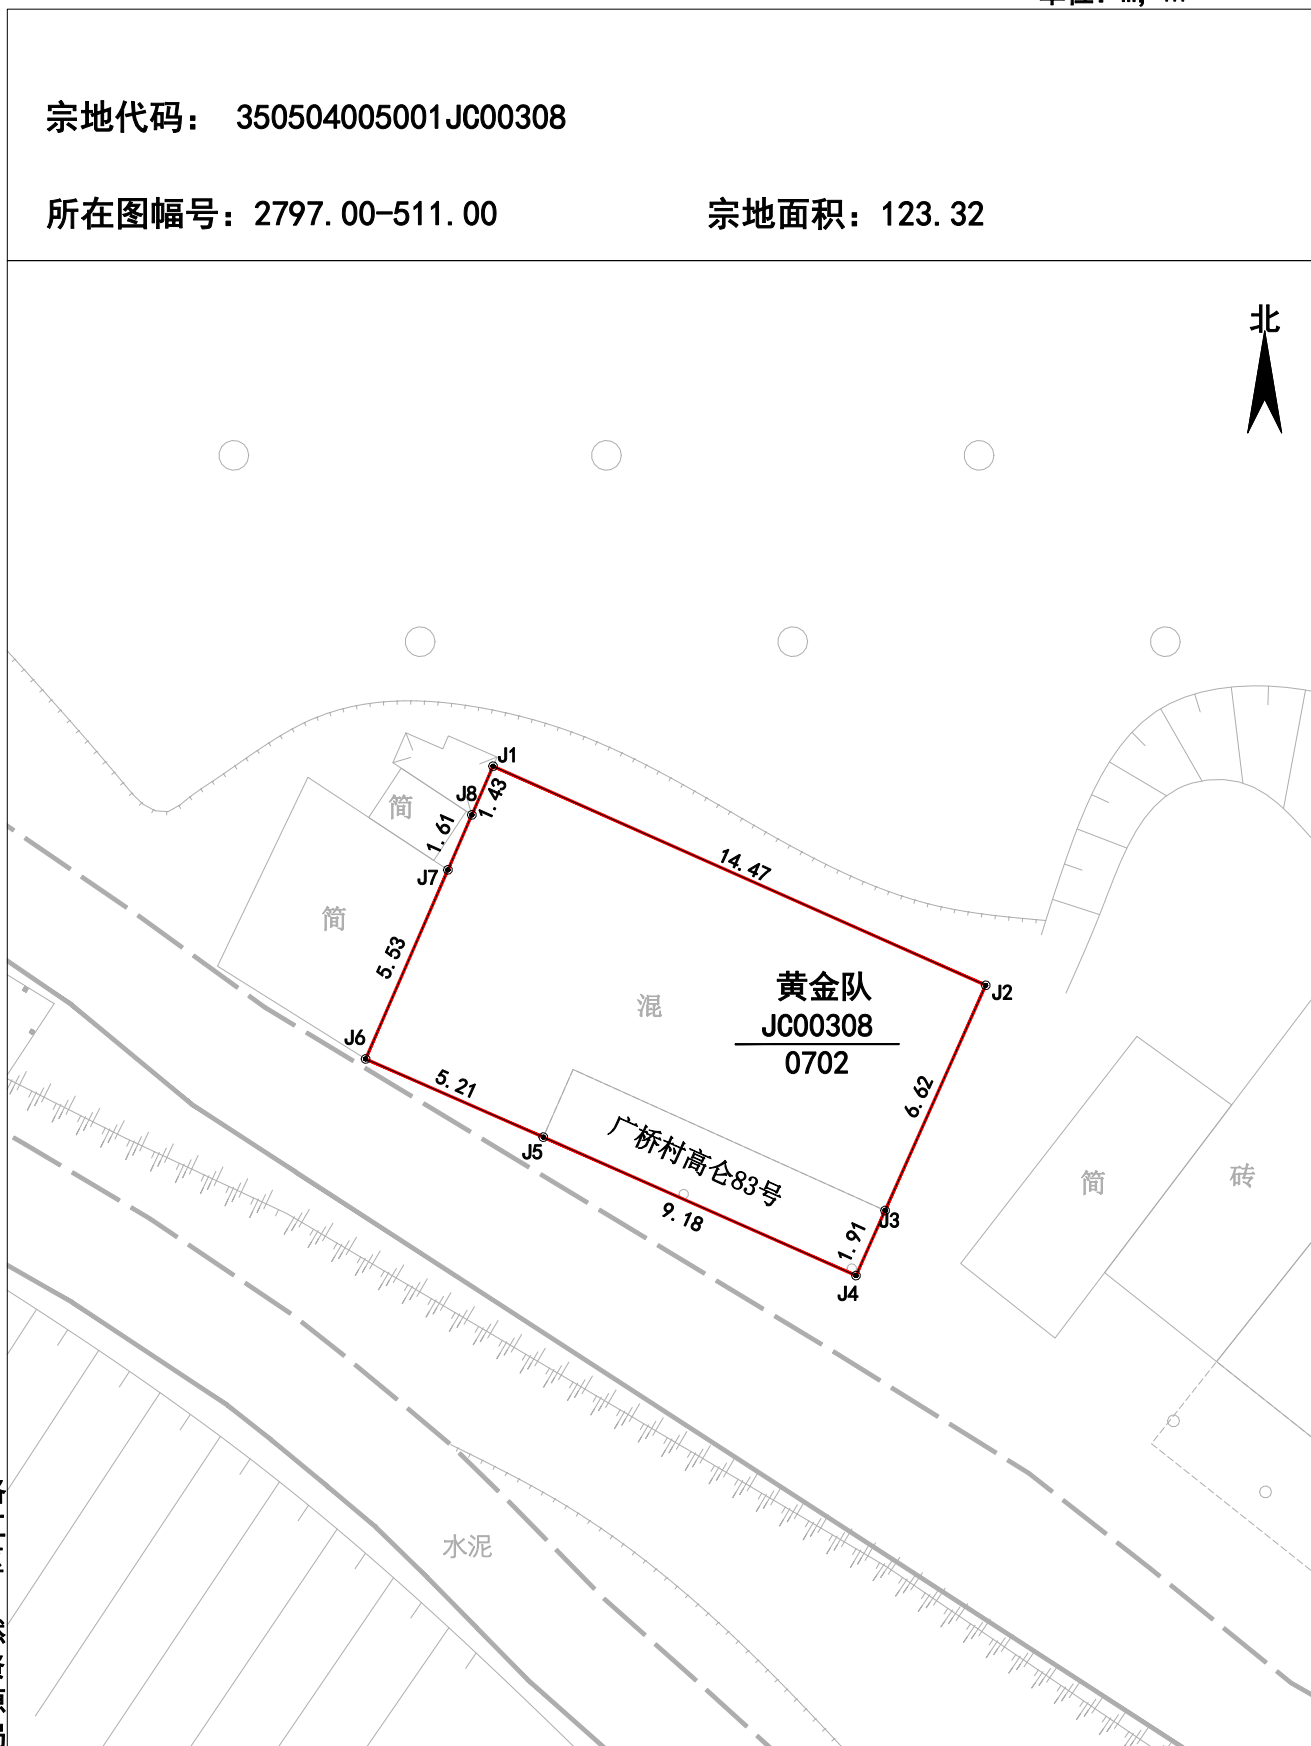 宗地代码： 350504005001JC00308
所在图幅号：2797.00-511.00 宗地面积：123.32
北
J1
J8
1.43
简
1.61
14.47
J7
简
5.53
黄金队
J2
混
JC00308
J6
0702
5.21
6.62
广桥村高仑83号
J5
简
砖
9.18
J3
1.91
J4
水泥